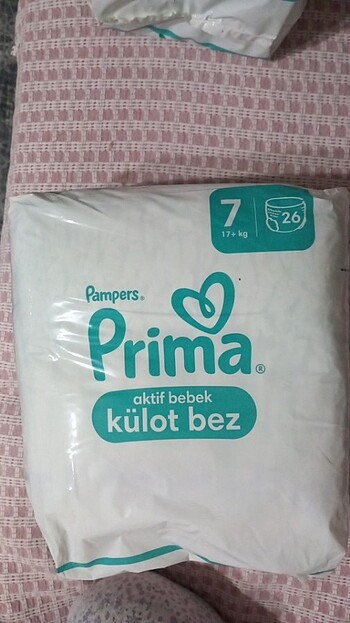 7
17+ kg
26
Pampers®
Prima®
aktif bebek
külot bez